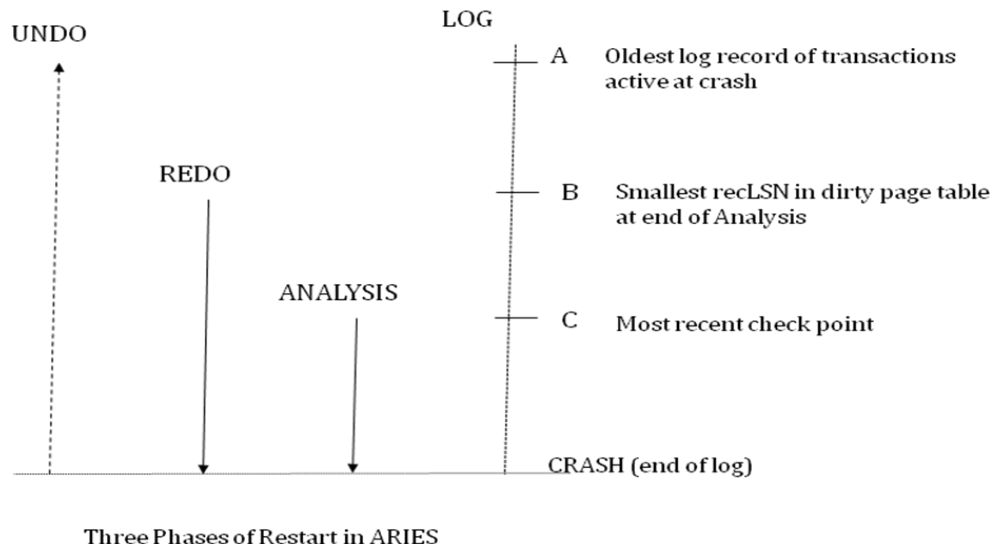 LOG
UNDO
A Oldest log record of transactions
active at crash
REDO
B Smallest recLSN in dirty page table
at end of Analysis
ANALYSIS
C Most recent check point
CRASH (end of log)
Three Phases of Restart in ARIES